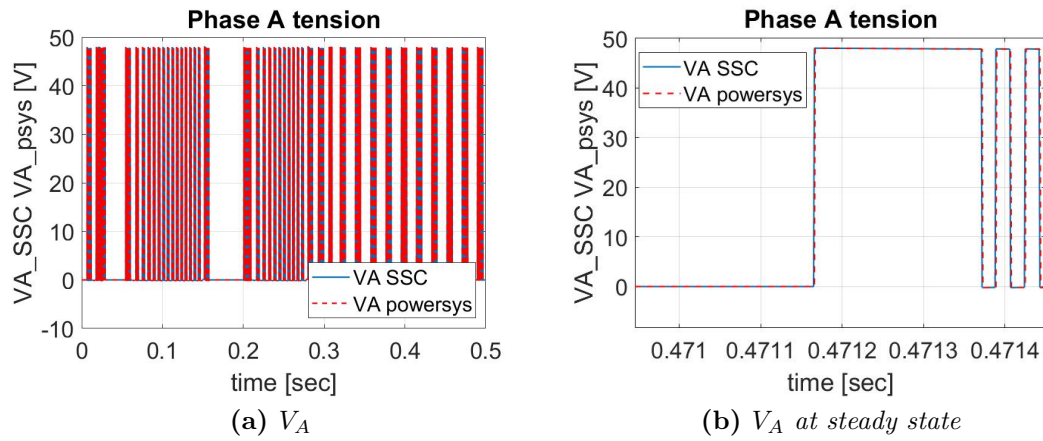 Phase A tension
VA_SSC VA_psys [V]
50
40
30
20
10
0
-10
VA SSC
VA powersys
0
0.1
0.2
0.3
0.4
0.5
time [sec]
(a) V_A
Phase A tension
VA_SSC VA_psys [V]
50
40
30
20
10
0
VA SSC
VA powersys
0.471
0.4711
0.4712
0.4713
0.4714
time [sec]
(b) V_A at steady state